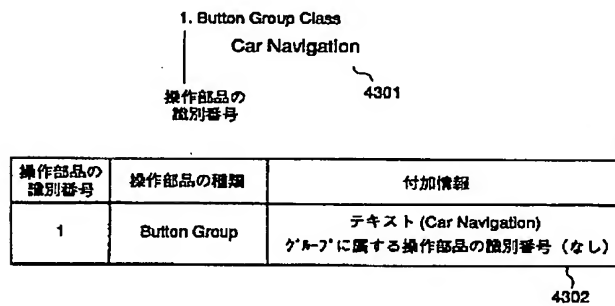 1. Button Group Class
Car Navigation
4301
操作部品の
識別番号
操作部品の
識別番号
操作部品の種類
付加情報
1
Button Group
テキスト (Car Navigation)
グループに属する操作部品の識別番号 (なし)
4302